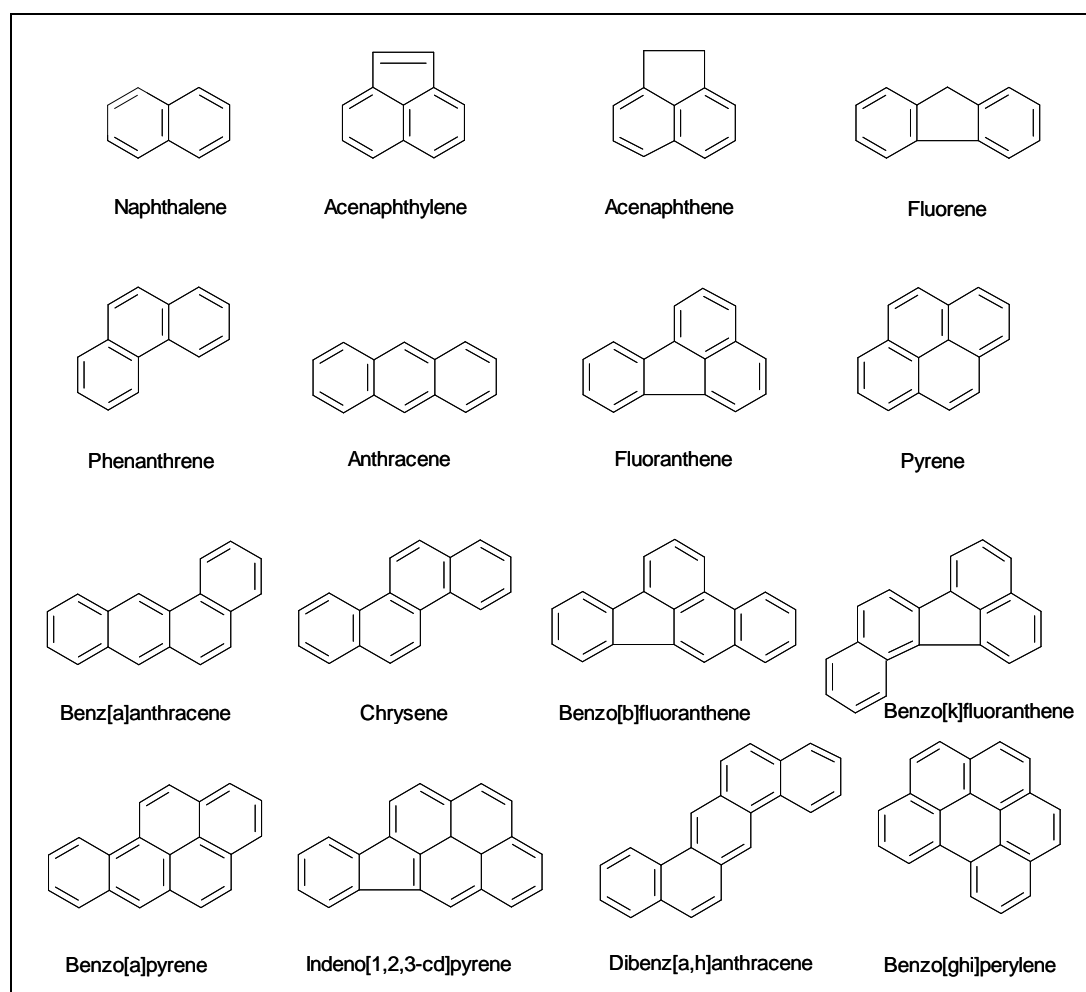 Naphthalene Acenaphthylene Acenaphthene Fluorene
Phenanthrene Anthracene Fluoranthene Pyrene
Benz[a]anthracene Chrysene Benzo[b]fluoranthene Benzo[k]fluoranthene
Benzo[a]pyrene Indeno[1,2,3-cd]pyrene Dibenz[a,h]anthracene Benzo[ghi]perylene